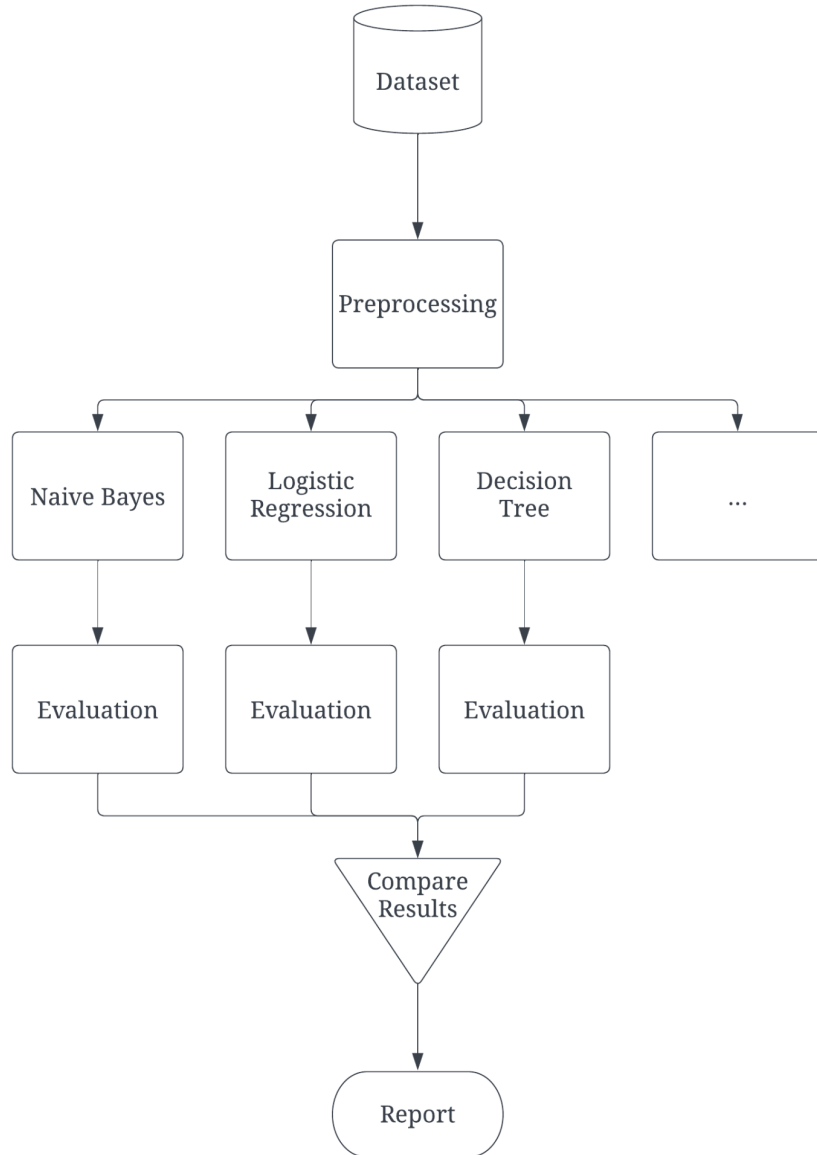 Dataset
Preprocessing
Naive Bayes
Logistic
Regression
Decision
Tree
...
Evaluation
Evaluation
Evaluation
Compare
Results
Report